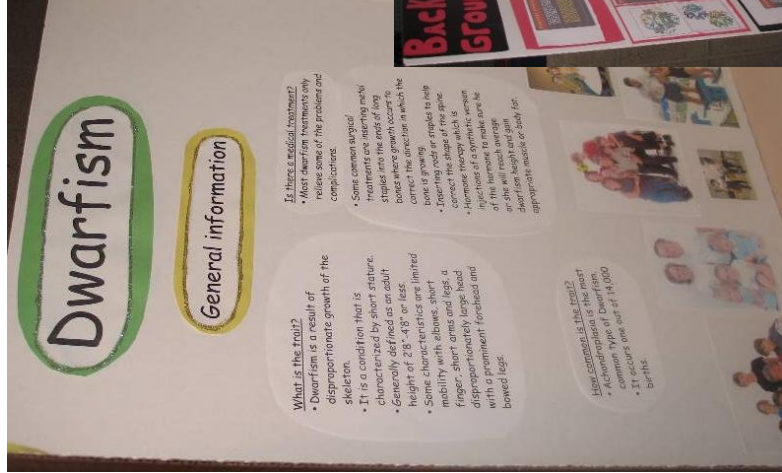 Dwarfism
General information
What is the trait?
• Dwarfism is a result of
disproportionate growth of the
skeleton.
• It is a condition that is
characterized by short stature.
• Generally defined as an adult
height of 2'8"-4'8" or less.
• Some characteristics are limited
mobility with elbows, short
finger, short arms and legs, a
disproportionately large head
with a prominent forehead and
bowed legs.
How common is the trait?
• Achondroplasia is the most
common type of Dwarfism.
• It occurs one out of 14,000
births.
Is there a medical treatment?
• Most dwarfism treatments only
relieve some of the problems and
complications.
• Some common surgical
treatments are inserting metal
staples into the ends of long
bones where growth occurs to
correct the direction in which the
bone is growing.
• Inserting rods or staples to help
correct the shape of the spine.
• Hormone therapy which is
injections of a synthetic version
of the hormone to make sure he
or she will reach average
dwarfism height and gain
appropriate muscle or body fat.
BACK
GROU